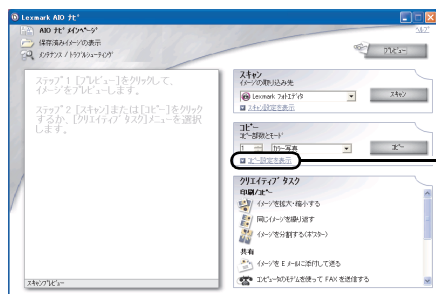 Lexmark AIO ﾅﾋﾞ
AIO ﾅﾋﾞ ﾒｲﾝﾍﾟｰｼﾞ
ﾍﾙﾌﾟ
保存済みｲﾒｰｼﾞの表示
ﾒﾝﾃﾅﾝｽ / ﾄﾗﾌﾞﾙｼｭｰﾃｨﾝｸﾞ
ﾌﾟﾚﾋﾞｭｰ
ｽﾃｯﾌﾟ 1 [ﾌﾟﾚﾋﾞｭｰ]をｸﾘｯｸして、
ｲﾒｰｼﾞをﾌﾟﾚﾋﾞｭｰします。
ｽﾃｯﾌﾟ 2 [ｽｷｬﾝ]または[ｺﾋﾟｰ]をｸﾘｯｸ
するか、[ｸﾘｴｲﾃｨﾌﾞ ﾀｽｸ]ﾒﾆｭｰを選択
します。
ｽｷｬﾝﾌﾟﾚﾋﾞｭｰ
ｽｷｬﾝ
ｲﾒｰｼﾞの取り込み先
Lexmark ﾌｫﾄｴﾃﾞｨﾀ
ｽｷｬﾝ
ｽｷｬﾝ設定を表示
ｺﾋﾟｰ
ｺﾋﾟｰ部数とﾓｰﾄﾞ
1
ｶﾗｰ写真
ｺﾋﾟｰ
ｺﾋﾟｰ設定を表示
ｸﾘｴｲﾃｨﾌﾞ ﾀｽｸ
印刷/ｺﾋﾟｰ
ｲﾒｰｼﾞを拡大・縮小する
同じｲﾒｰｼﾞを繰り返す
ｲﾒｰｼﾞを分割する(ﾎﾟｽﾀｰ)
共有
ｲﾒｰｼﾞを E ﾒｰﾙに添付して送る
ｺﾝﾋﾟｭｰﾀのﾓﾃﾞﾑを使って FAX を送信する